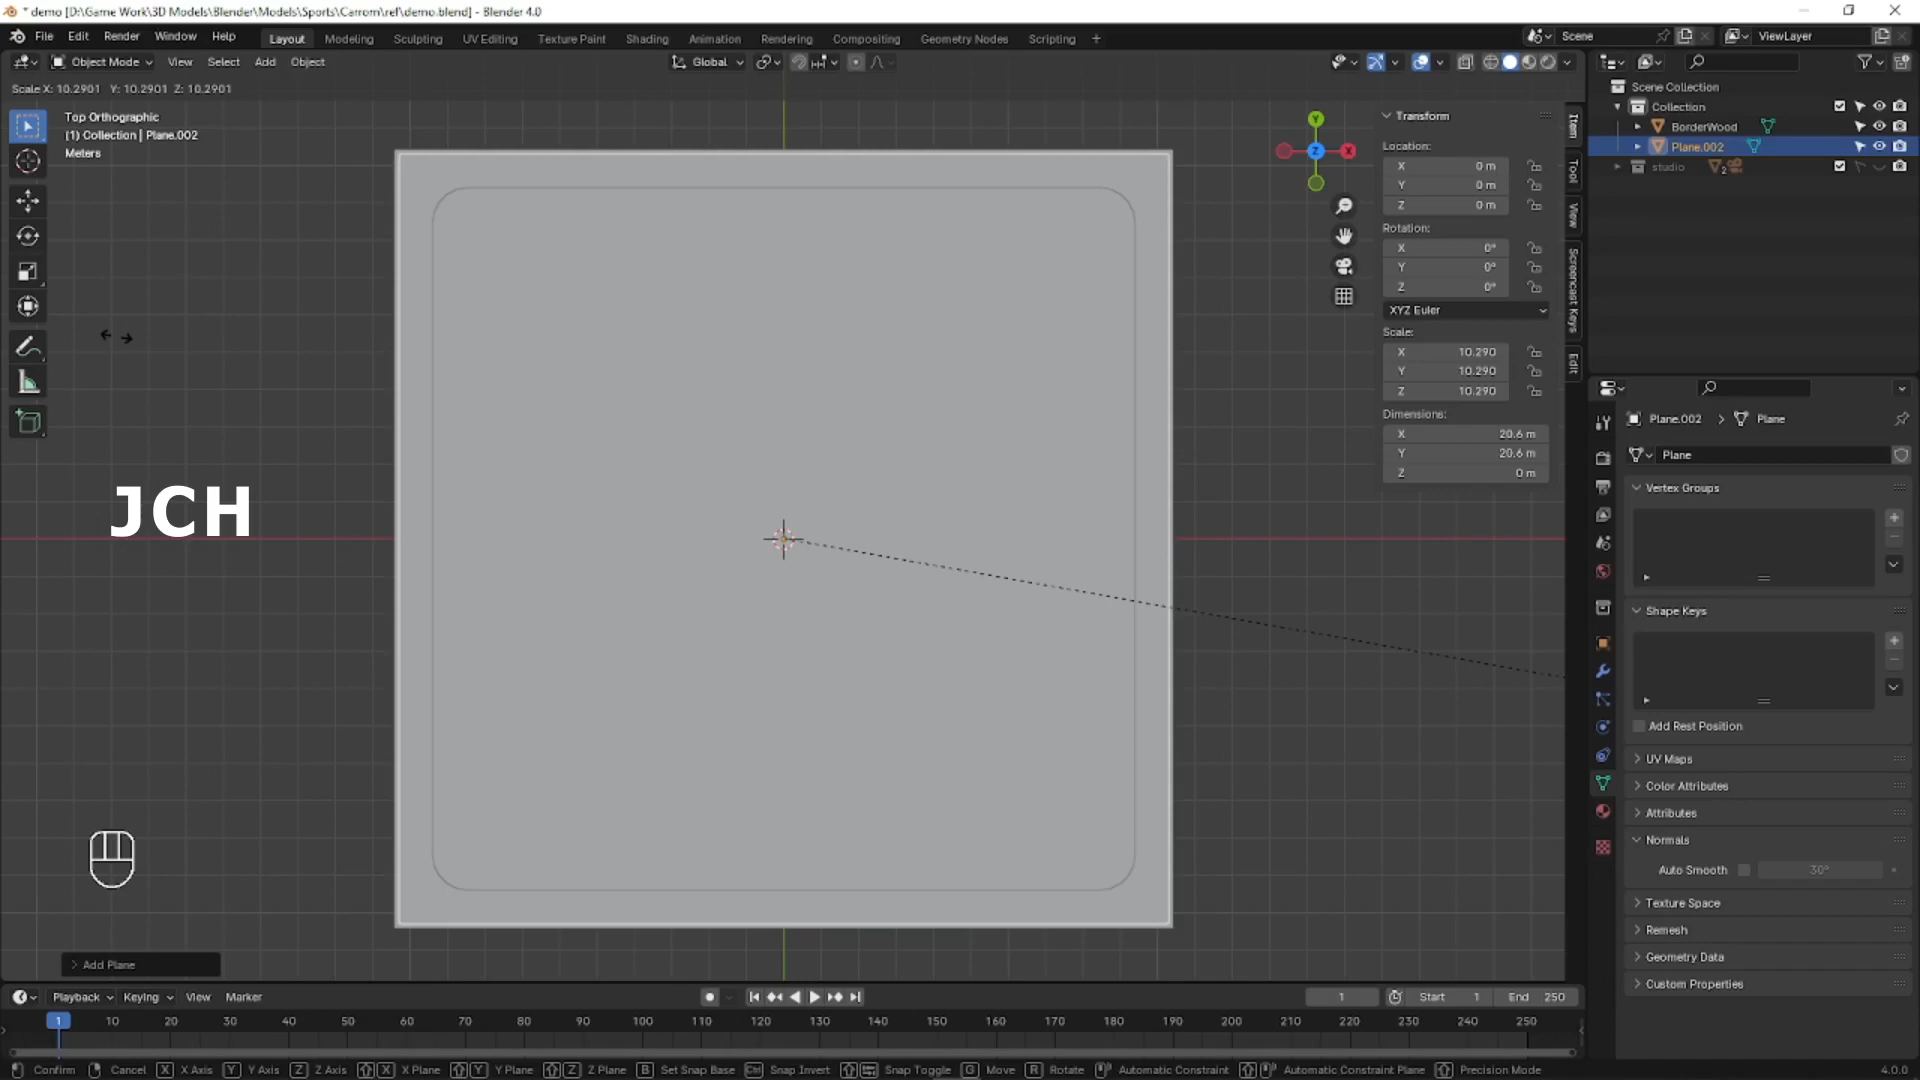 * demo [D:\Game Work\3D Models\Blender\Models\Sports\Carrom\ref\demo.blend] - Blender 4.0
File Edit Render Window Help Layout Modeling Sculpting UV Editing Texture Paint Shading Animation Rendering Compositing Geometry Nodes Scripting + Scene ViewLayer
Object Mode View Select Add Object Global
Scale X: 10.2901 Y: 10.2901 Z: 10.2901
Top Orthographic
(1) Collection | Plane.002
Meters
Y
Z
X
Transform
Location:
X 0 m
Y 0 m
Z 0 m
Rotation:
X 0°
Y 0°
Z 0°
XYZ Euler
Scale:
X 10.290
Y 10.290
Z 10.290
Dimensions:
X 20.6 m
Y 20.6 m
Z 0 m
Item
Tool
View
Screencast Keys
Edit
Scene Collection
Collection
BorderWood
Plane.002
studio 2
Plane.002 > Plane
Plane
Vertex Groups
Shape Keys
Add Rest Position
UV Maps
Color Attributes
Attributes
Normals
Auto Smooth 30°
Texture Space
Remesh
Geometry Data
Custom Properties
JCH
Add Plane
Playback Keying View Marker 1 Start 1 End 250
1 10 20 30 40 50 60 70 80 90 100 110 120 130 140 150 160 170 180 190 200 210 220 230 240 250
Confirm Cancel X X Axis Y Y Axis Z Z Axis X X Plane Y Y Plane Z Z Plane B Set Snap Base Ctrl Snap Invert Snap Toggle G Move R Rotate Automatic Constraint Automatic Constraint Plane Precision Mode 4.0.0